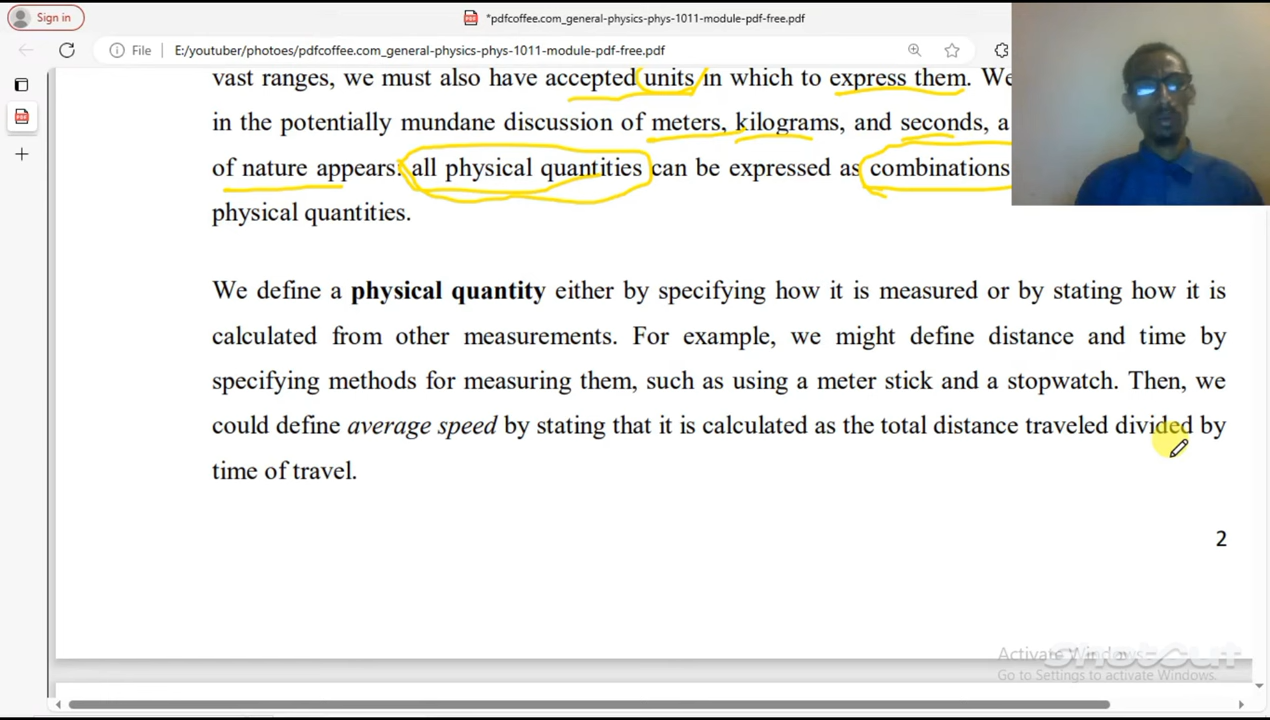 Sign in
*pdfcoffee.com_general-physics-phys-1011-module-pdf-free.pdf
File
E:/youtuber/photoes/pdfcoffee.com_general-physics-phys-1011-module-pdf-free.pdf
vast ranges, we must also have accepted units in which to express them. We
in the potentially mundane discussion of meters, kilograms, and seconds, a
of nature appears: all physical quantities can be expressed as combinations
physical quantities.
We define a physical quantity either by specifying how it is measured or by stating how it is
calculated from other measurements. For example, we might define distance and time by
specifying methods for measuring them, such as using a meter stick and a stopwatch. Then, we
could define average speed by stating that it is calculated as the total distance traveled divided by
time of travel.
2
Activate Windows
Shotcut
Go to Settings to activate Windows.